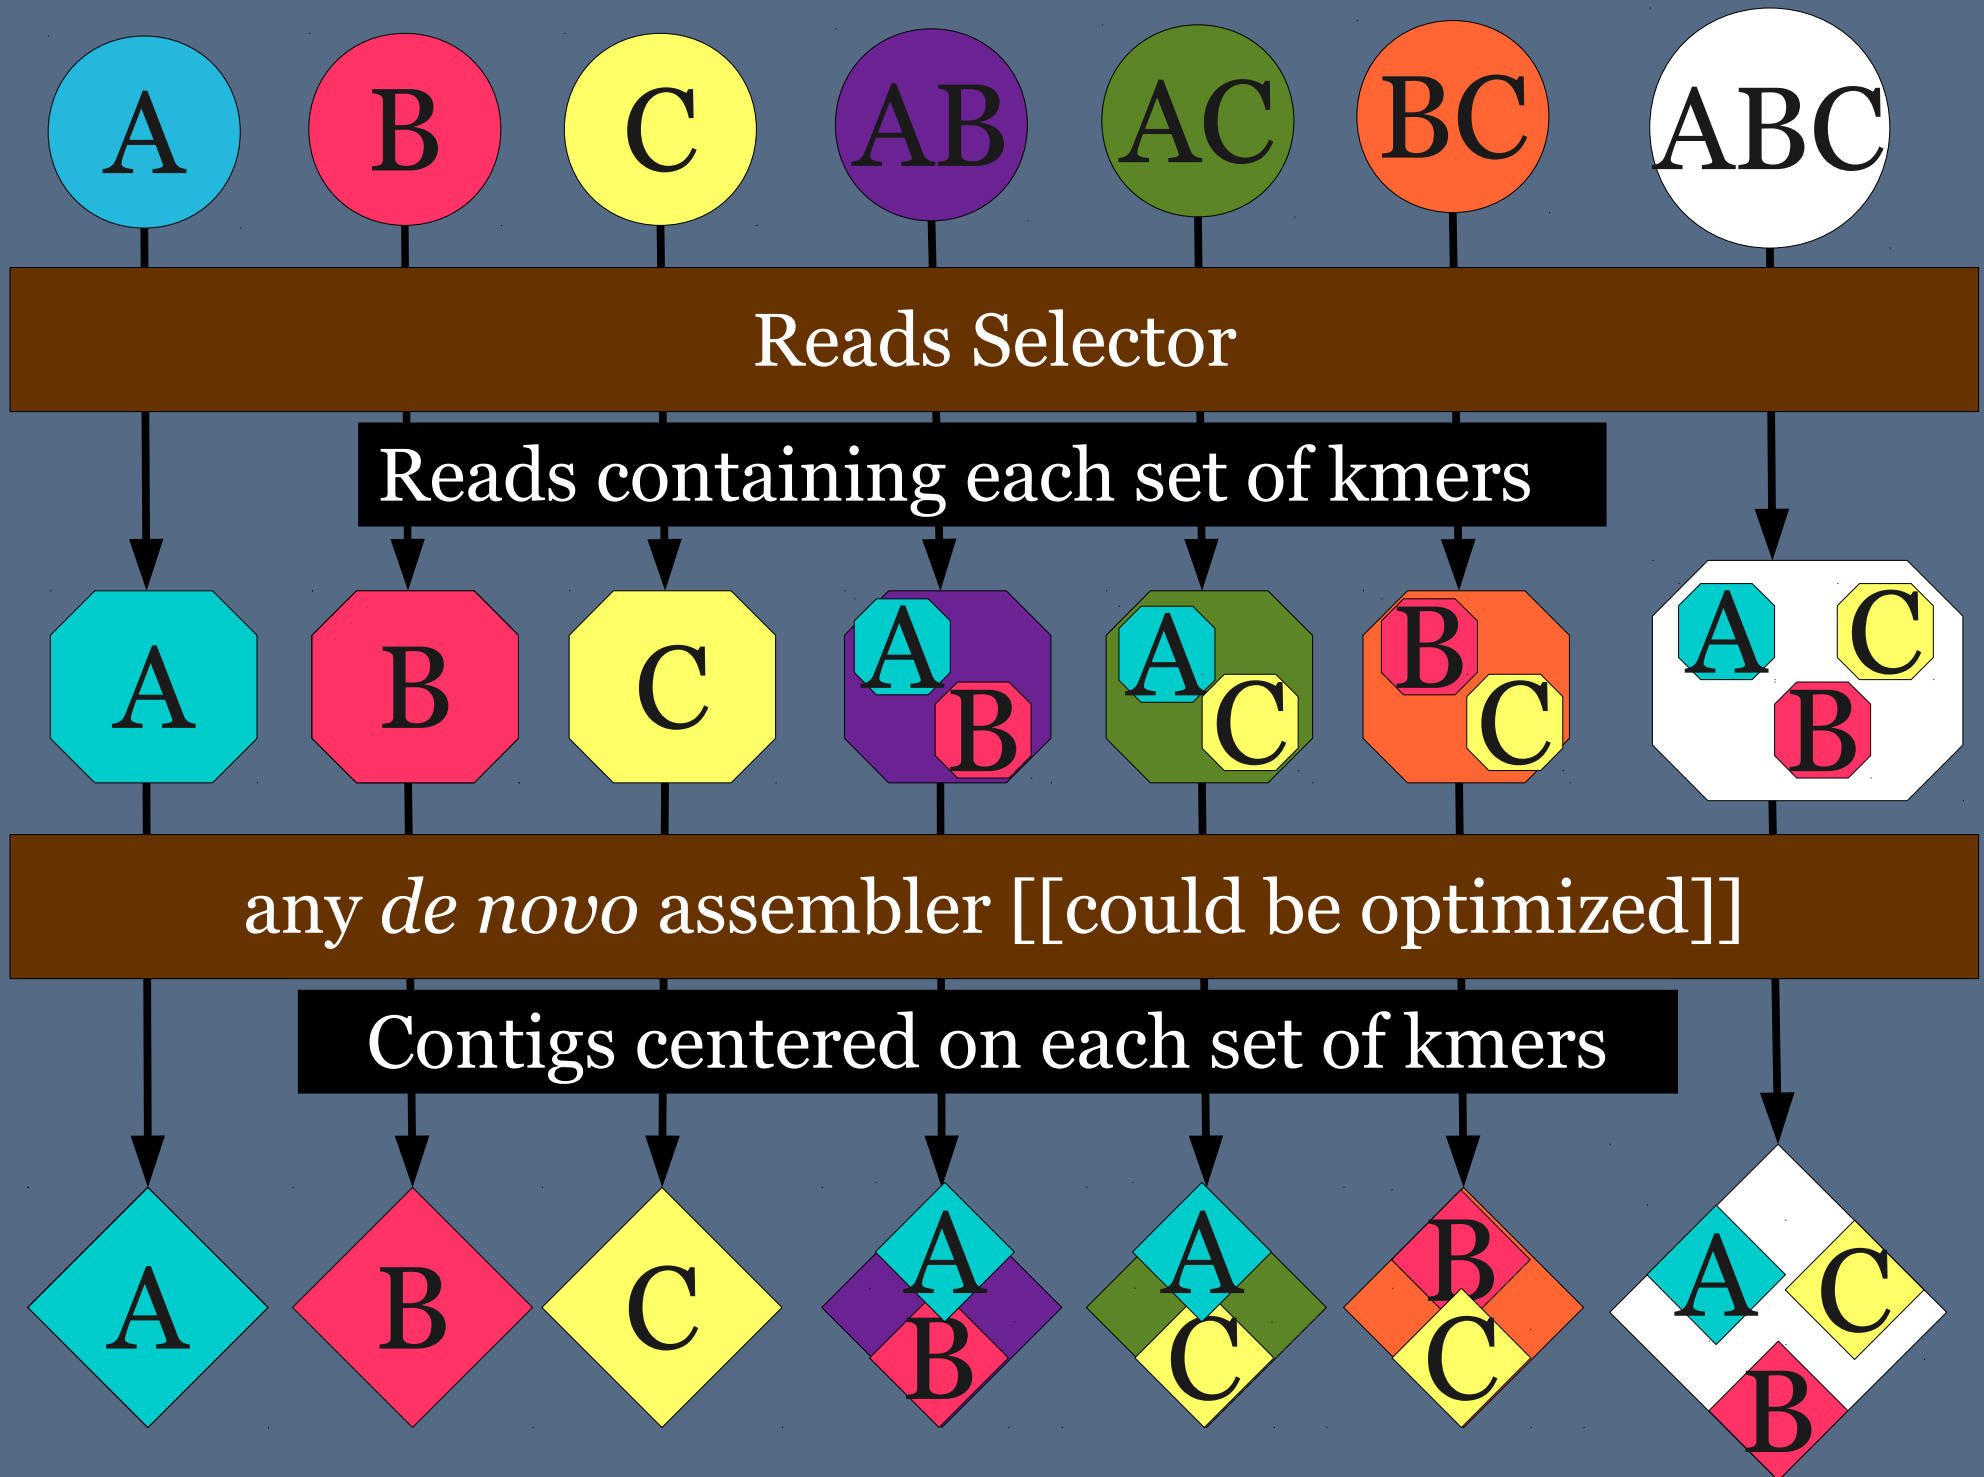 A B C AB AC BC ABC
Reads Selector
Reads containing each set of kmers
A B C A B A C B C A C B
any de novo assembler [[could be optimized]]
Contigs centered on each set of kmers
A B C A B A C B C A C B